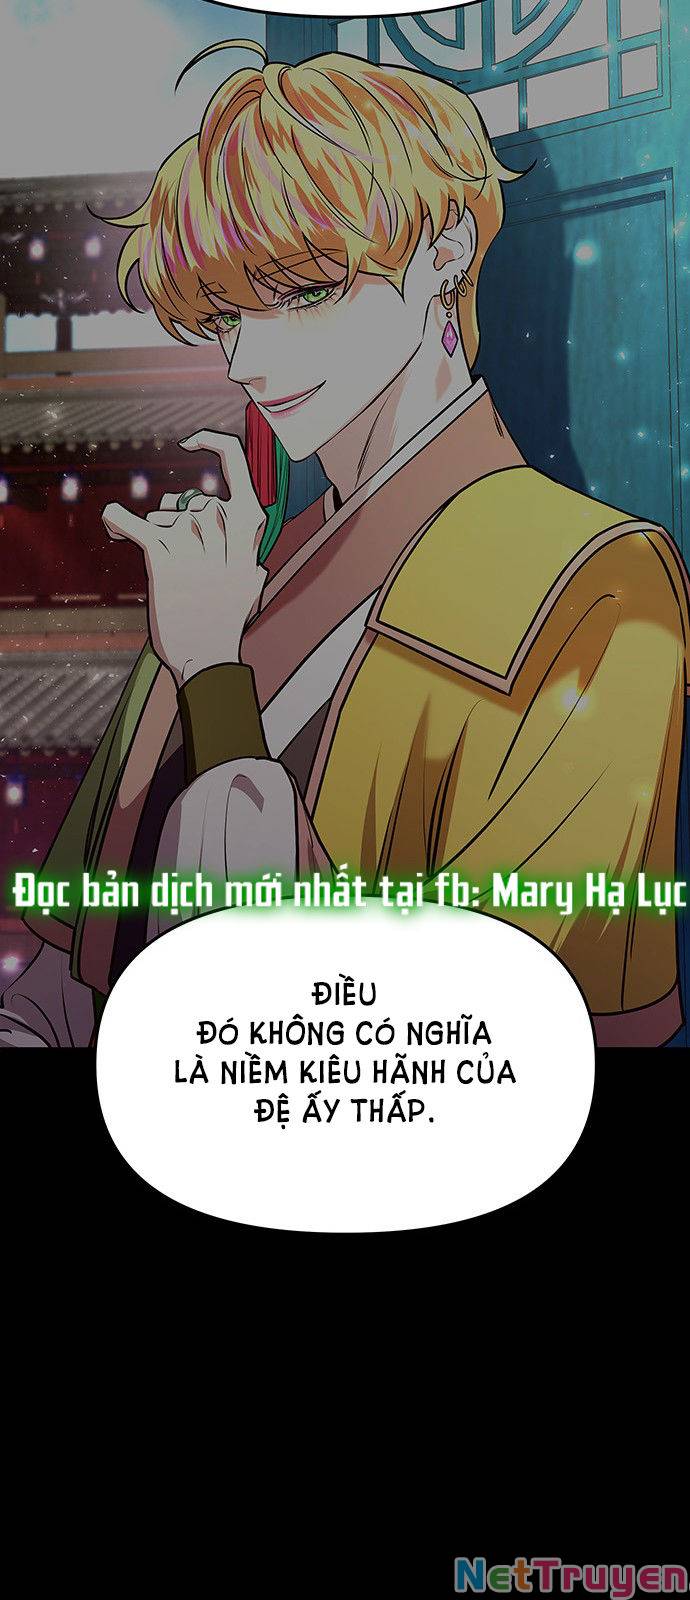 Đọc bản dịch mới nhất tại fb: Mary Hạ Lục
ĐIỀU
ĐÓ KHÔNG CÓ NGHĨA
LÀ NIỀM KIÊU HÃNH CỦA
ĐỆ ẤY THẤP.
NetTruyen